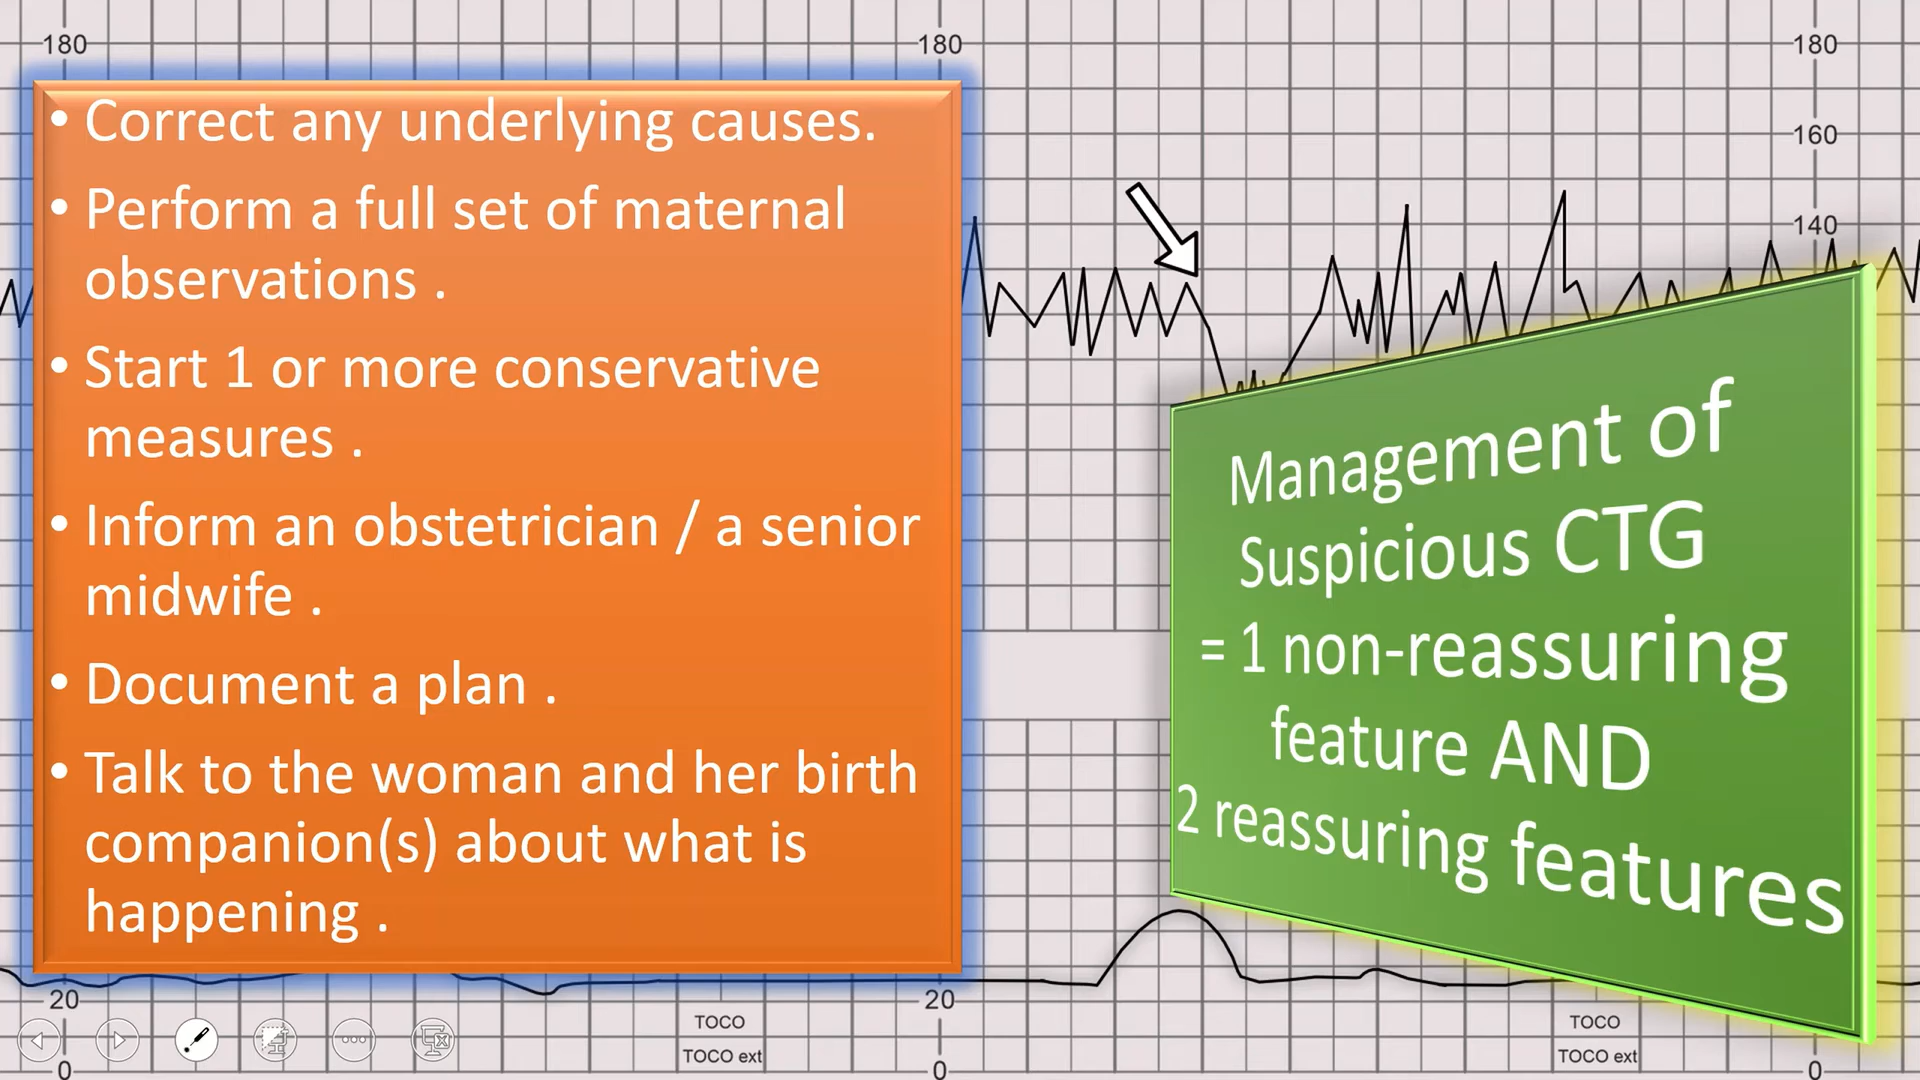 180
180
180
• Correct any underlying causes.
• Perform a full set of maternal
observations .
• Start 1 or more conservative
measures .
• Inform an obstetrician / a senior
midwife .
• Document a plan .
• Talk to the woman and her birth
companion(s) about what is
happening .
160
140
Management of
Suspicious CTG
= 1 non-reassuring
feature AND
2 reassuring features
20
20
TOCO
TOCO
TOCO ext
TOCO ext
0
0
0